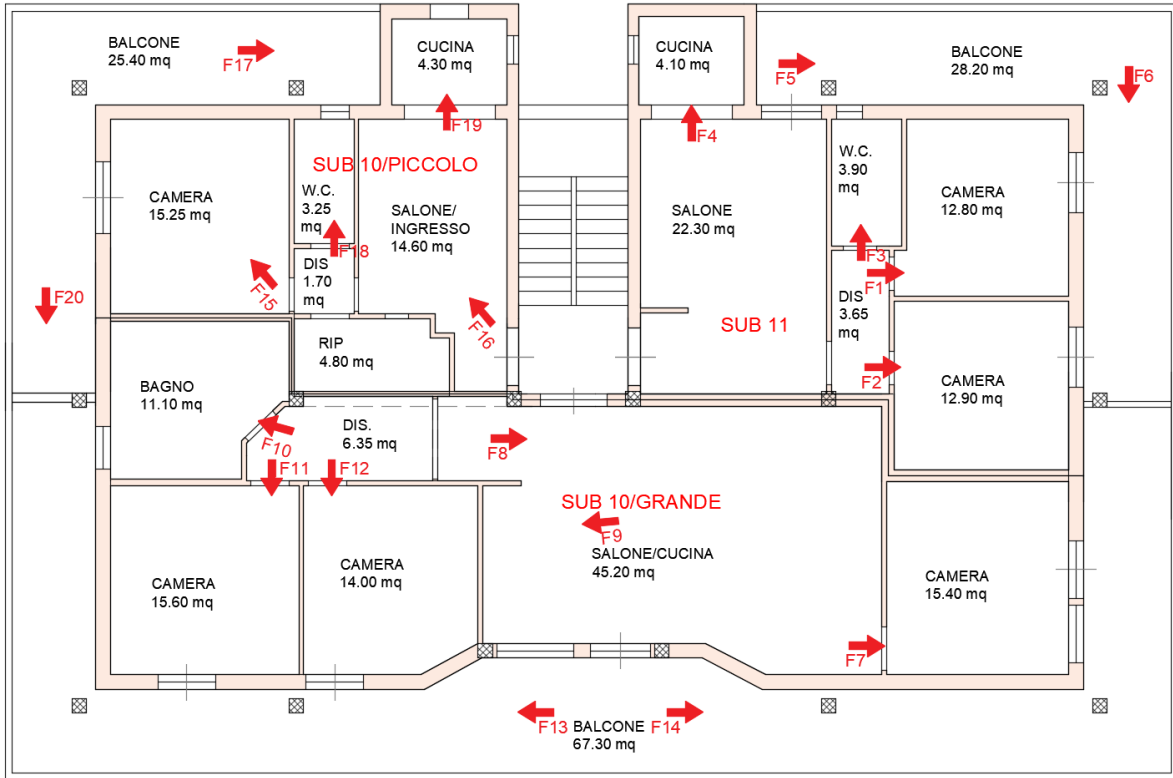 BALCONE
25.40 mq
F17
CUCINA
4.30 mq
F19
CUCINA
4.10 mq
F4
F5
BALCONE
28.20 mq
F6
SUB 10/PICCOLO
CAMERA
15.25 mq
W.C.
3.25
mq
F18
SALONE/
INGRESSO
14.60 mq
DIS
1.70
mq
F15
F16
F20
RIP
4.80 mq
SALONE
22.30 mq
W.C.
3.90
mq
F3
CAMERA
12.80 mq
F1
DIS
3.65
mq
SUB 11
F2
CAMERA
12.90 mq
BAGNO
11.10 mq
F10
DIS.
6.35 mq
F8
F11
F12
SUB 10/GRANDE
F9
SALONE/CUCINA
45.20 mq
CAMERA
15.60 mq
CAMERA
14.00 mq
CAMERA
15.40 mq
F7
F13
BALCONE
67.30 mq
F14